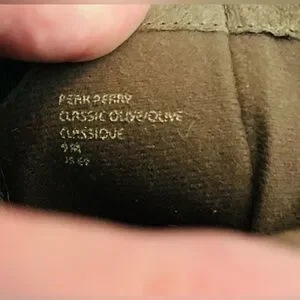 PEAK PERRY
CLASSIC OLIVE/OLIVE
CLASSIQUE
9 M